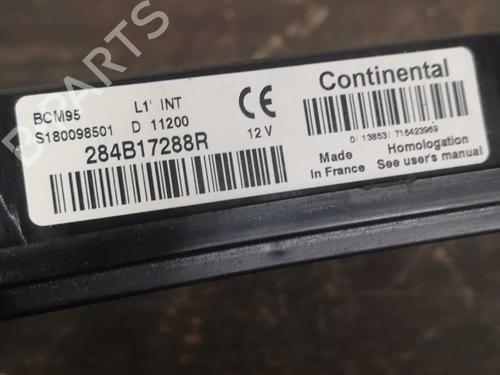 B PARTS
BCM95 L1' INT
S180098501 D 11200
12 V
284B17288R
Continental
0/13853/716423969
Made Homologation
In France See user's manual